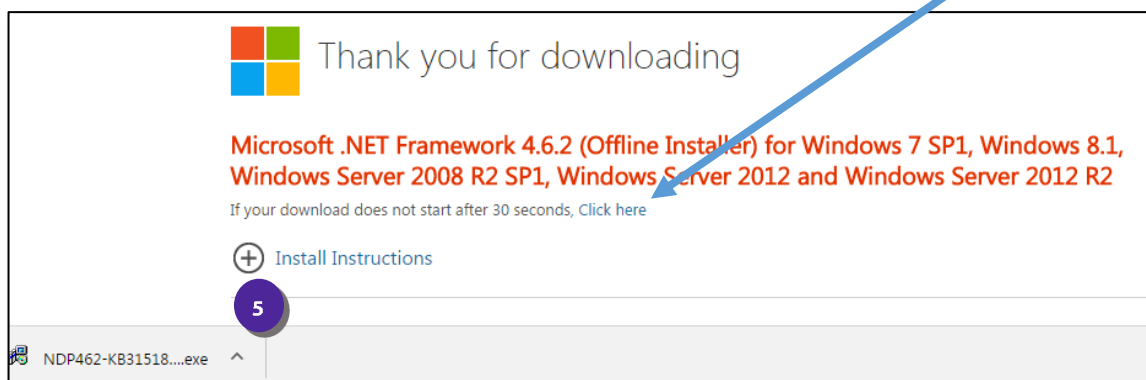 Thank you for downloading
Microsoft .NET Framework 4.6.2 (Offline Installer) for Windows 7 SP1, Windows 8.1,
Windows Server 2008 R2 SP1, Windows Server 2012 and Windows Server 2012 R2
If your download does not start after 30 seconds, Click here
Install Instructions
5
NDP462-KB31518....exe